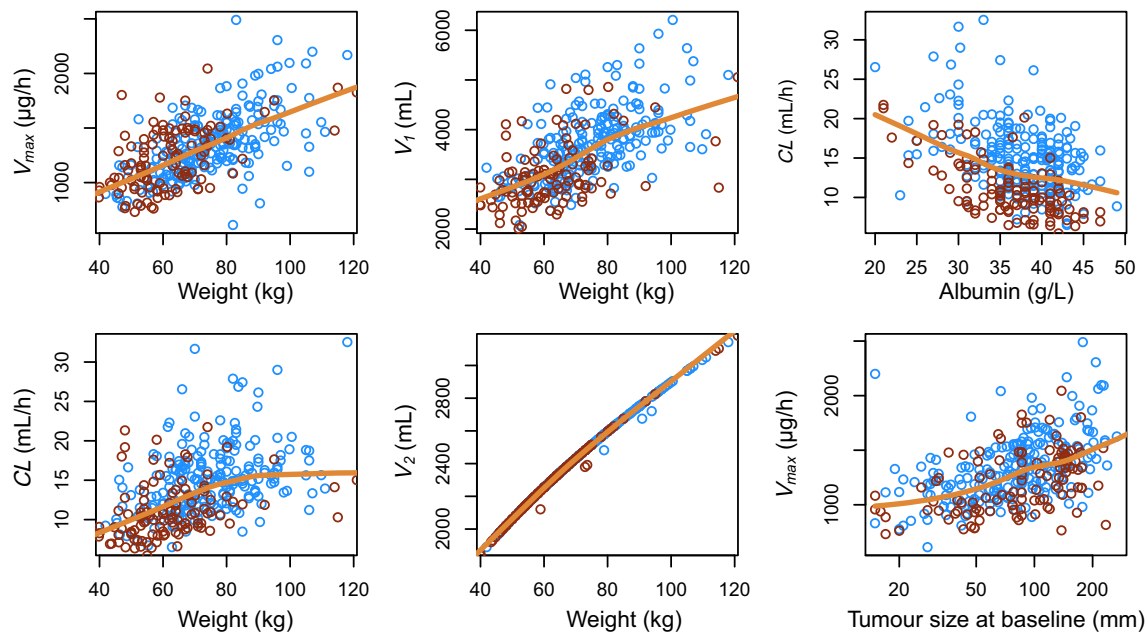 V_max (µg/h)
1000
2000
40 60 80 100 120
Weight (kg)
V_1 (mL)
2000
4000
6000
40 60 80 100 120
Weight (kg)
CL (mL/h)
10
15
20
25
30
20 25 30 35 40 45 50
Albumin (g/L)
CL (mL/h)
10
15
20
25
30
40 60 80 100 120
Weight (kg)
V_2 (mL)
2000
2200
2400
2800
40 60 80 100 120
Weight (kg)
V_max (µg/h)
1000
2000
20 50 100 200
Tumour size at baseline (mm)